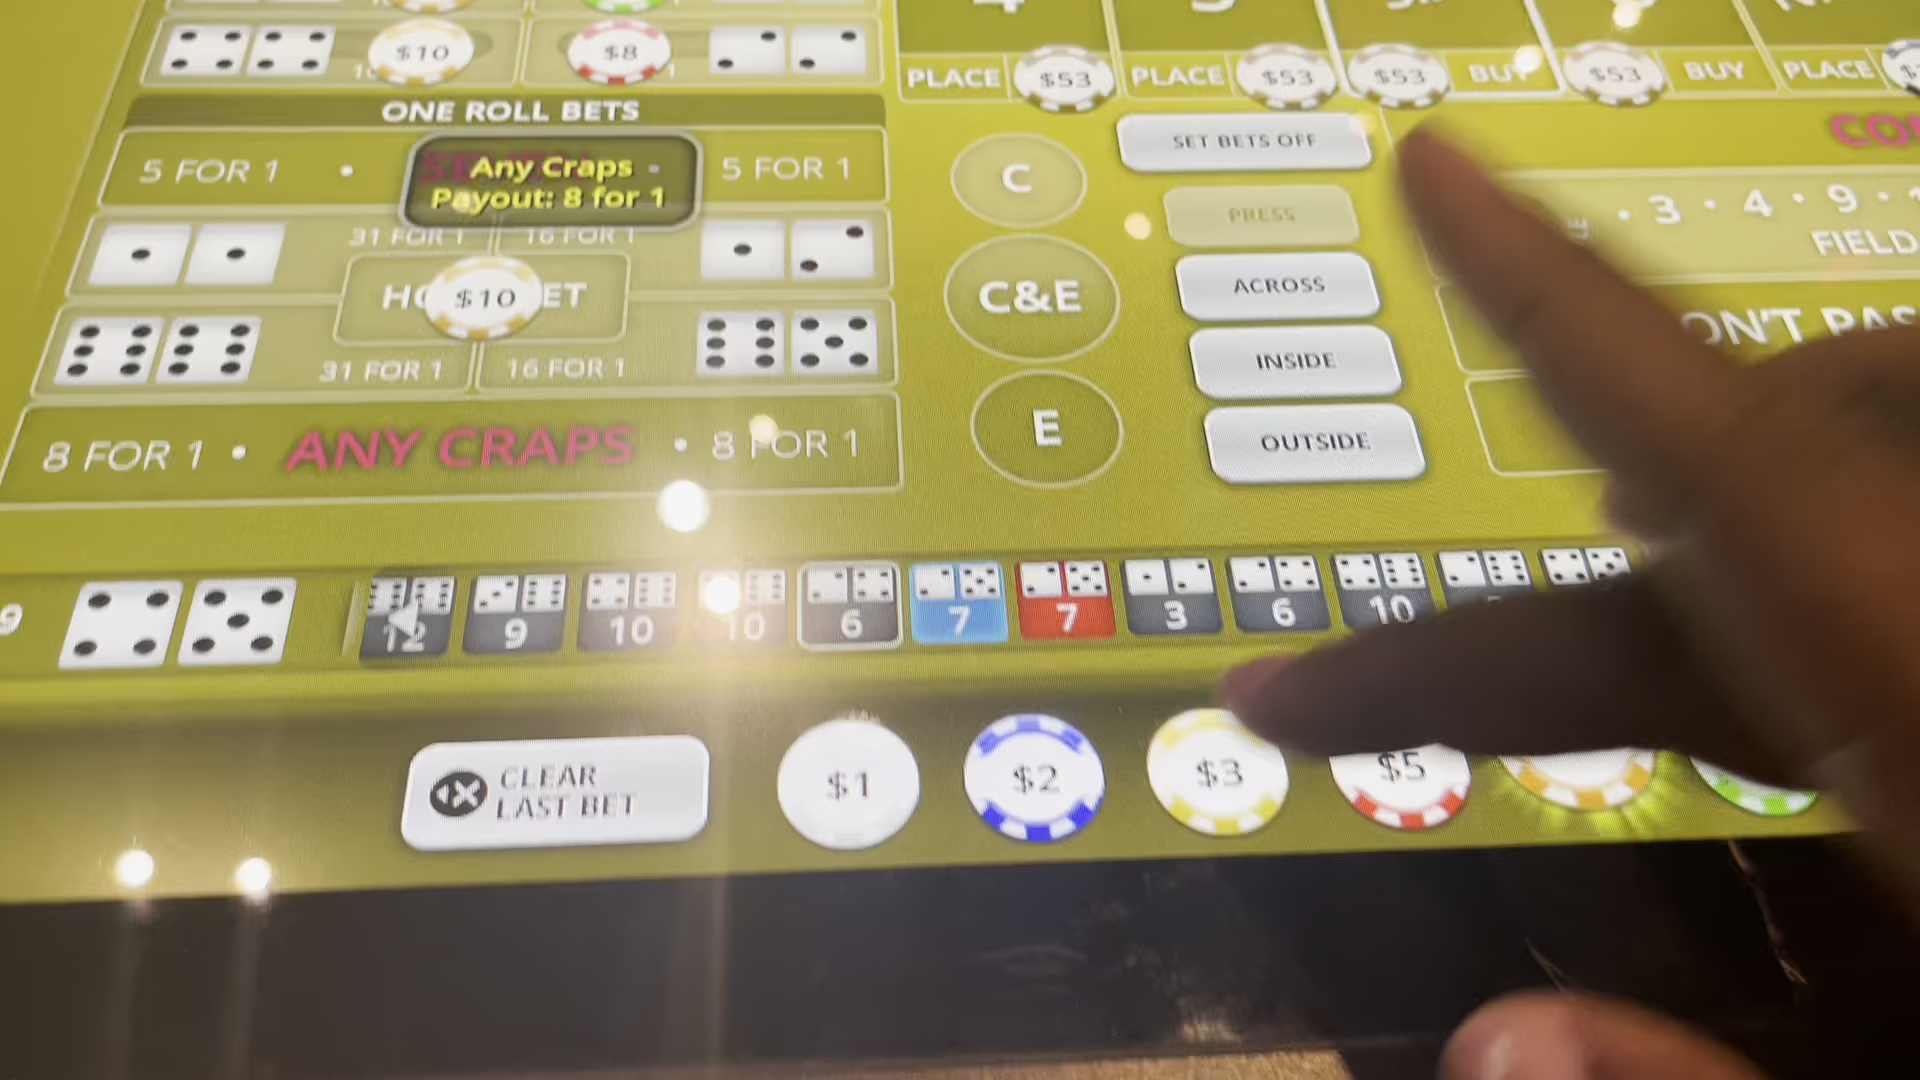 $10
$8
PLACE
$53
PLACE
$53
$53
BUY
$53
BUY
PLACE
ONE ROLL BETS
5 FOR 1
•
Any Craps
Payout: 8 for 1
5 FOR 1
31 FOR 1
16 FOR 1
$10
31 FOR 1
16 FOR 1
8 FOR 1 • ANY CRAPS • 8 FOR 1
C
C&E
E
SET BETS OFF
PRESS
ACROSS
INSIDE
OUTSIDE
• 3 • 4 • 9 •
FIELD
ON'T PAS
9
12
9
10
10
6
7
7
3
6
10
CLEAR
LAST BET
$1
$2
$3
$5